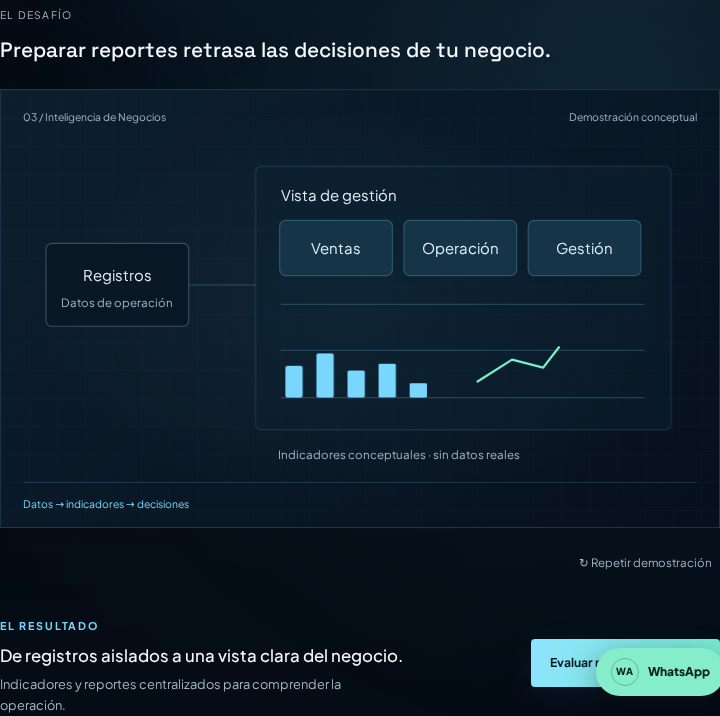 EL DESAFÍO
Preparar reportes retrasa las decisiones de tu negocio.
03 / Inteligencia de Negocios
Demostración conceptual
Vista de gestión
Ventas
Operación
Gestión
Registros
Datos de operación
Indicadores conceptuales · sin datos reales
Datos → indicadores → decisiones
↻ Repetir demostración
EL RESULTADO
De registros aislados a una vista clara del negocio.
Indicadores y reportes centralizados para comprender la
operación.
Evaluar
WA WhatsApp